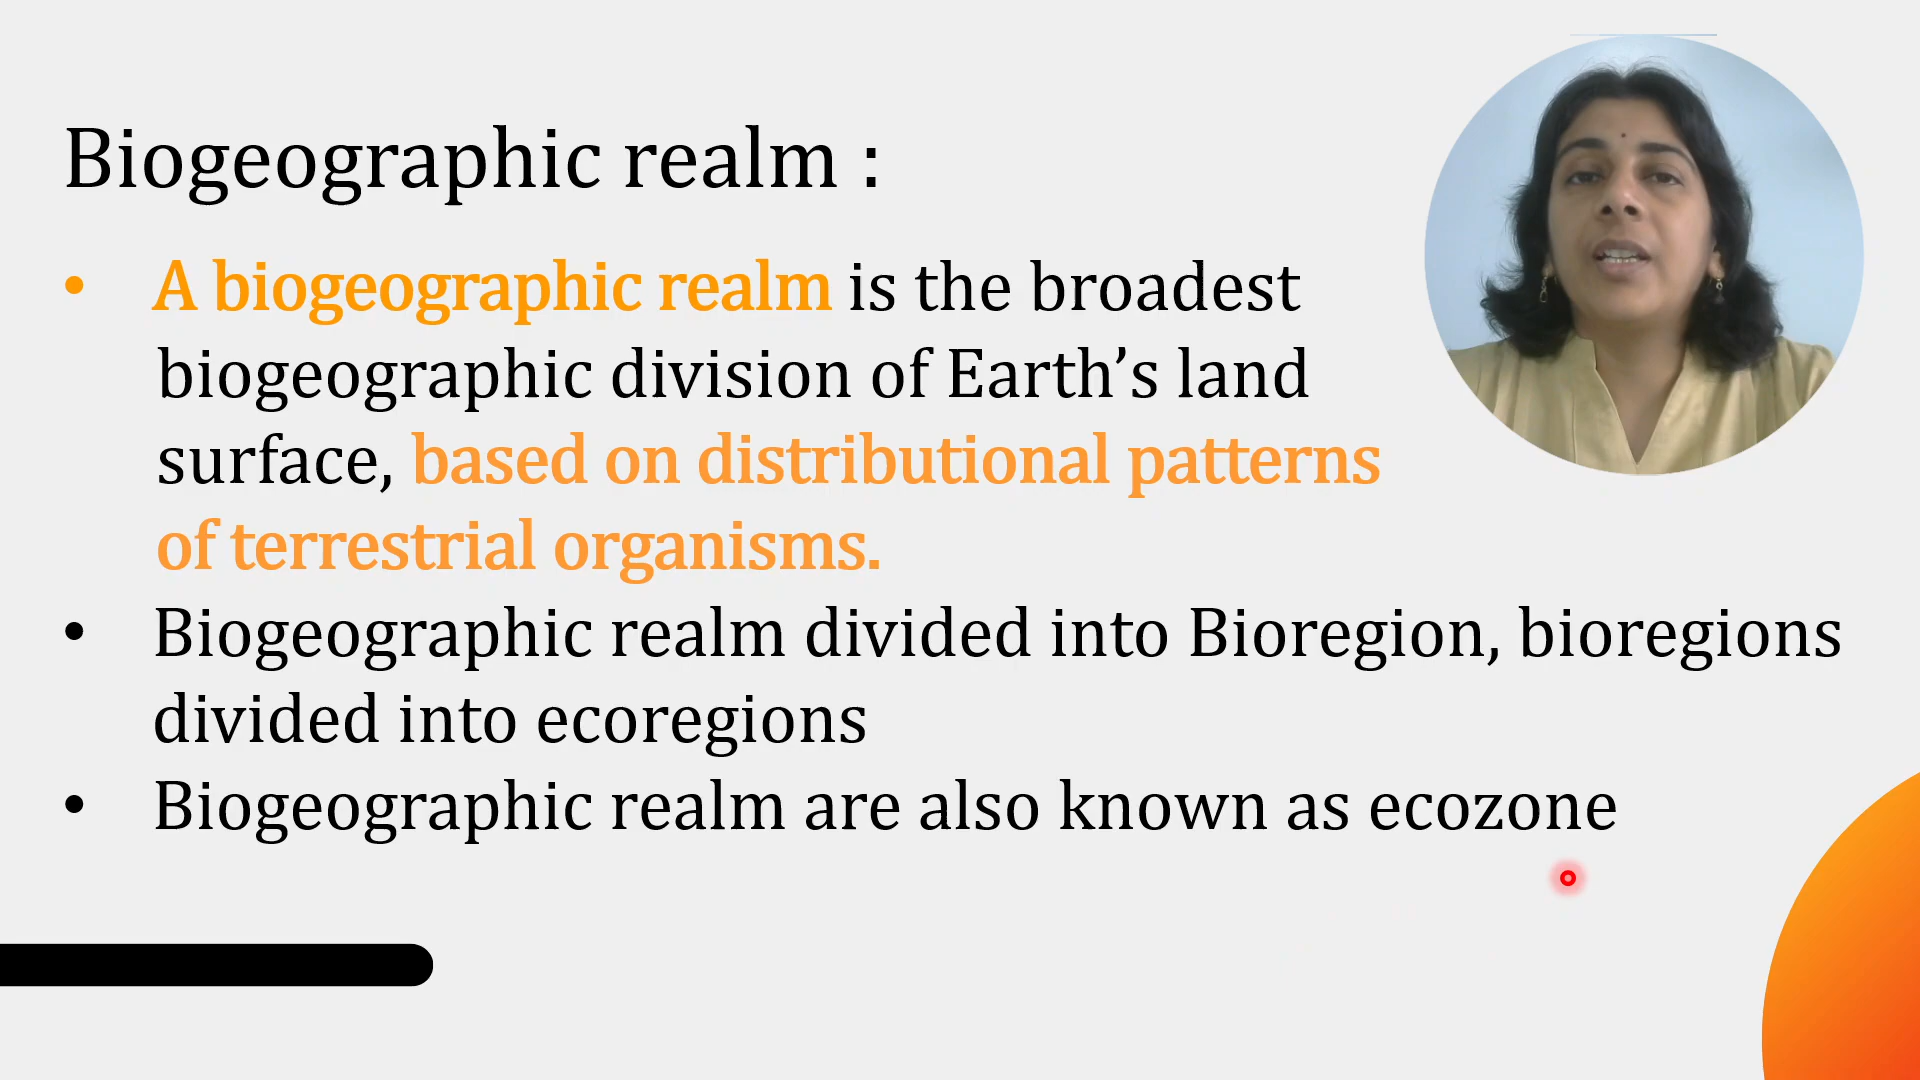 Biogeographic realm :
• A biogeographic realm is the broadest
biogeographic division of Earth’s land
surface, based on distributional patterns
of terrestrial organisms.
• Biogeographic realm divided into Bioregion, bioregions
divided into ecoregions
• Biogeographic realm are also known as ecozone